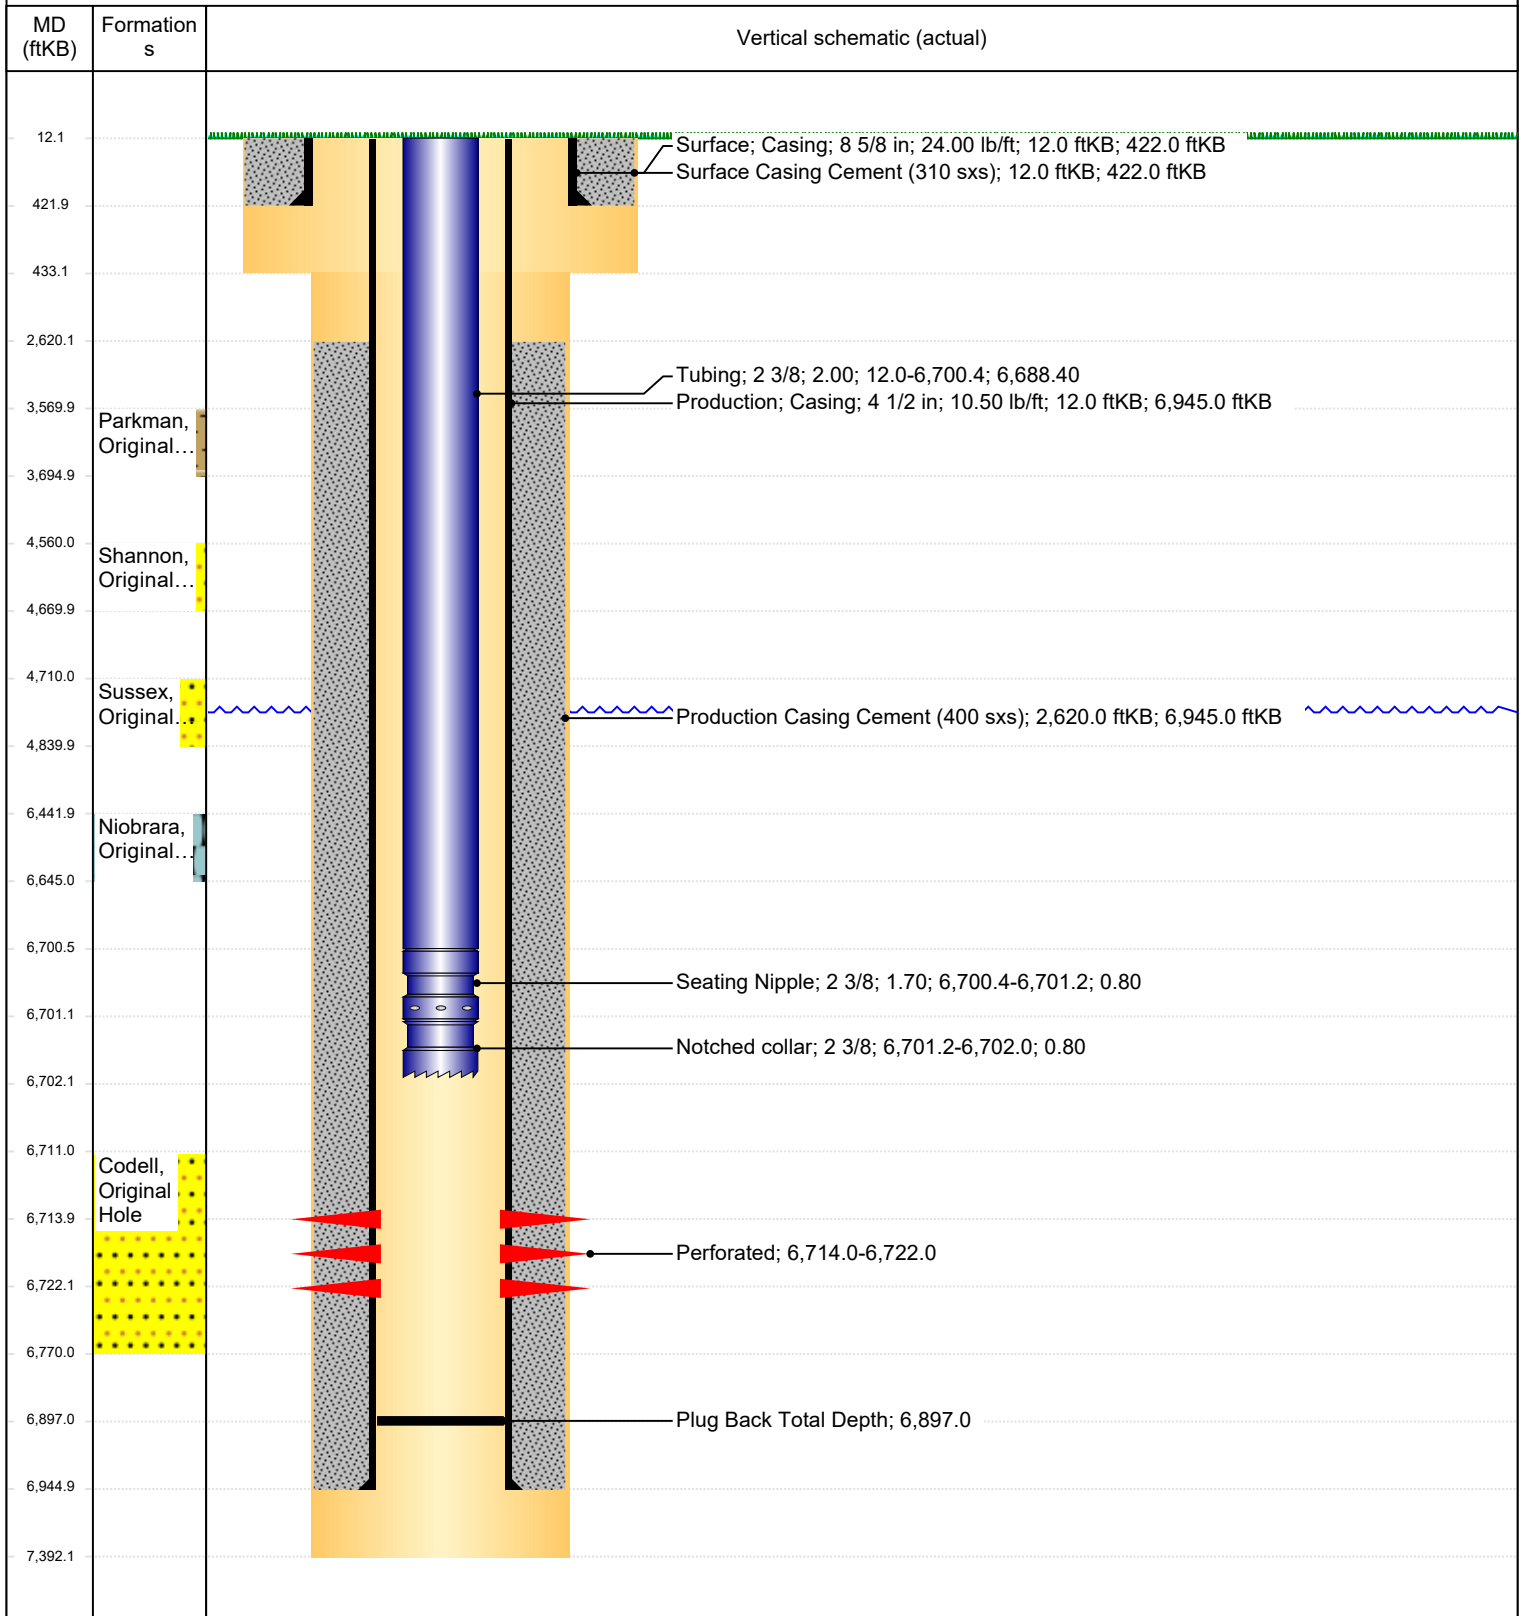 MD
(ftKB)
Formation
s
Vertical schematic (actual)
12.1
Surface; Casing; 8 5/8 in; 24.00 lb/ft; 12.0 ftKB; 422.0 ftKB
Surface Casing Cement (310 sxs); 12.0 ftKB; 422.0 ftKB
421.9
433.1
2,620.1
Tubing; 2 3/8; 2.00; 12.0-6,700.4; 6,688.40
Production; Casing; 4 1/2 in; 10.50 lb/ft; 12.0 ftKB; 6,945.0 ftKB
3,569.9
Parkman,
Original...
3,694.9
4,560.0
Shannon,
Original...
4,669.9
4,710.0
Sussex,
Original...
Production Casing Cement (400 sxs); 2,620.0 ftKB; 6,945.0 ftKB
4,839.9
6,441.9
Niobrara,
Original...
6,645.0
6,700.5
Seating Nipple; 2 3/8; 1.70; 6,700.4-6,701.2; 0.80
6,701.1
Notched collar; 2 3/8; 6,701.2-6,702.0; 0.80
6,702.1
6,711.0
Codell,
Original
Hole
6,713.9
Perforated; 6,714.0-6,722.0
6,722.1
6,770.0
6,897.0
Plug Back Total Depth; 6,897.0
6,944.9
7,392.1